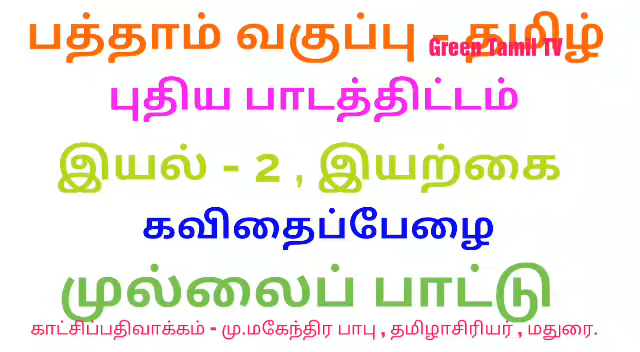 பத்தாம் வகுப்பு - தமிழ்
Green Tamil TV
புதிய பாடத்திட்டம்
இயல் - 2 , இயற்கை
கவிதைப்பேழை
முல்லைப் பாட்டு
காட்சிப்பதிவாக்கம் - மு.மகேந்திர பாபு , தமிழாசிரியர் , மதுரை.